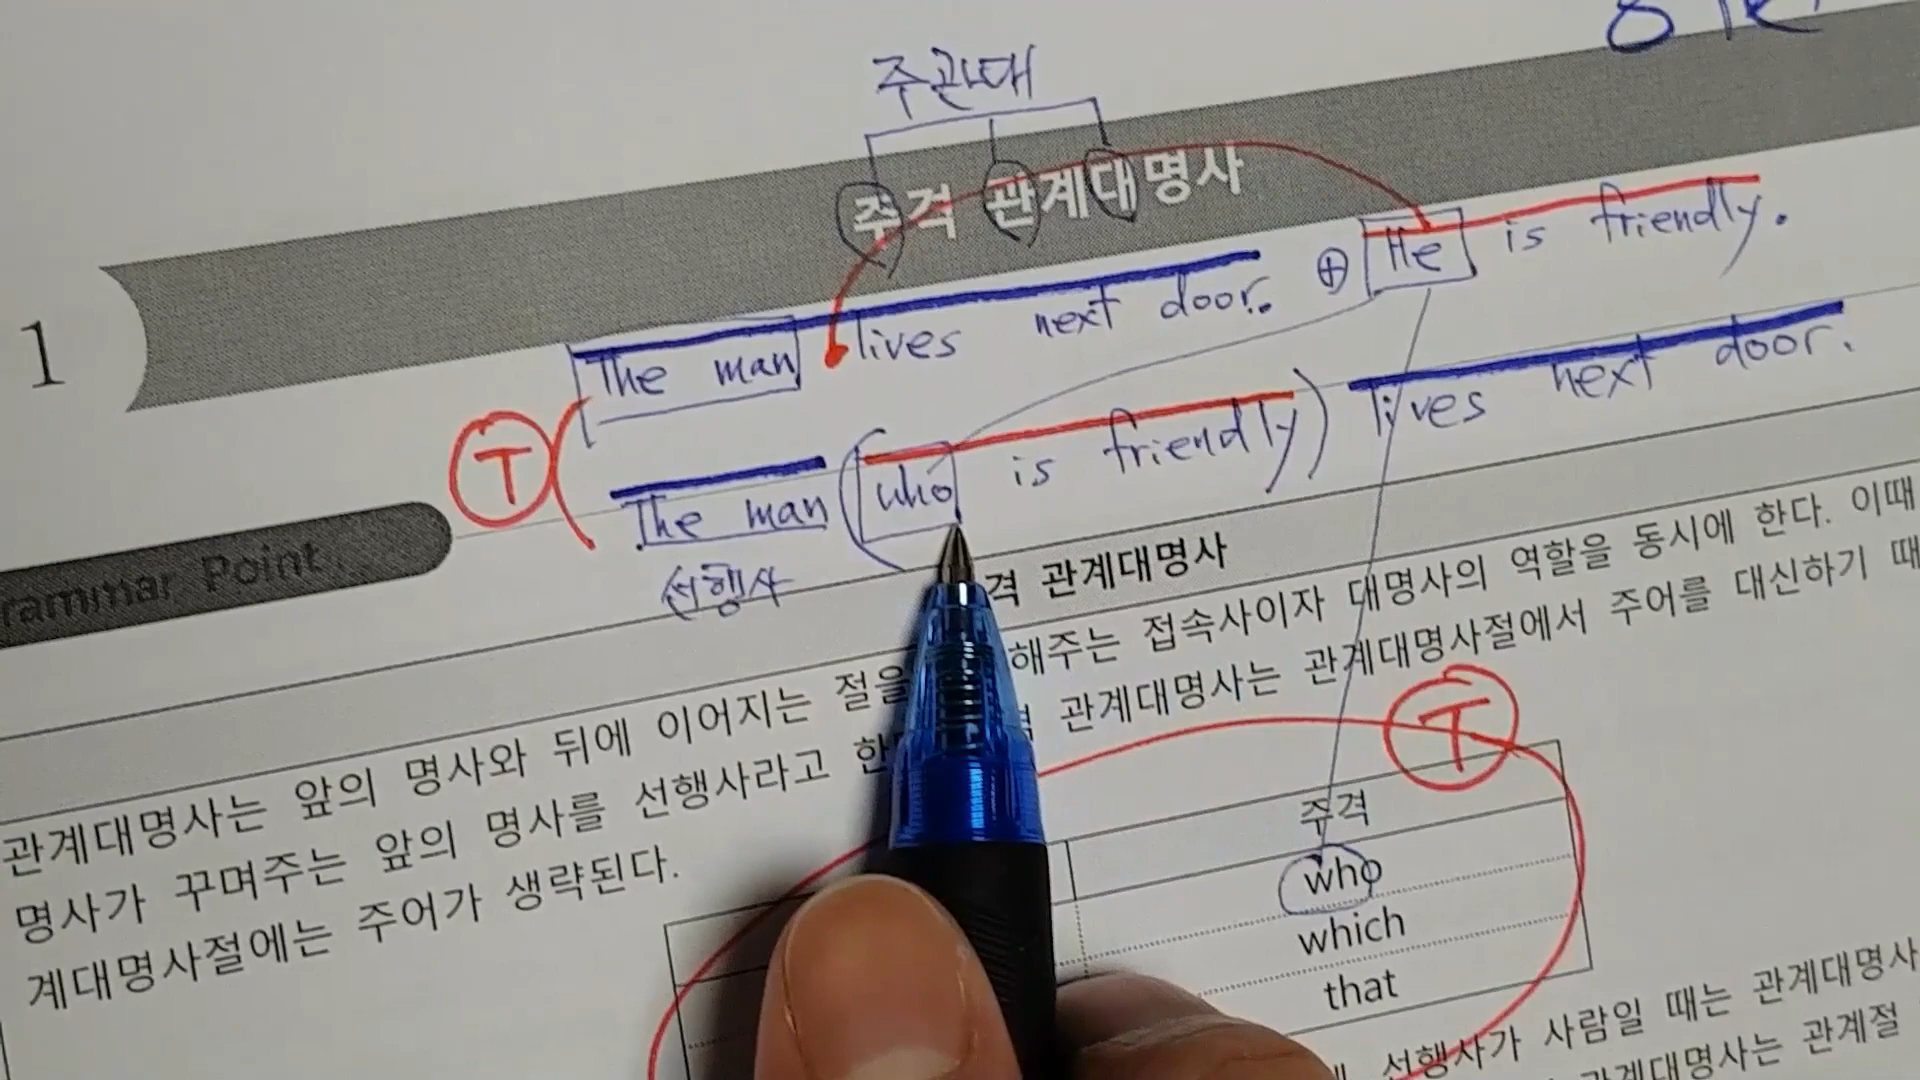 주관대
1 주격 관계대명사
The man lives next door. ⊕ He is friendly.
T
The man (who is friendly) lives next door.
선행사
Grammar Point
격 관계대명사
관계대명사는 앞의 명사와 뒤에 이어지는 절을 해주는 접속사이자 대명사의 역할을 동시에 한다. 이때
명사가 꾸며주는 앞의 명사를 선행사라고 한 관계대명사는 관계대명사절에서 주어를 대신하기 때
계대명사절에는 주어가 생략된다.
T
주격
who
which
that
선행사가 사람일 때는 관계대명사
관계대명사는 관계절